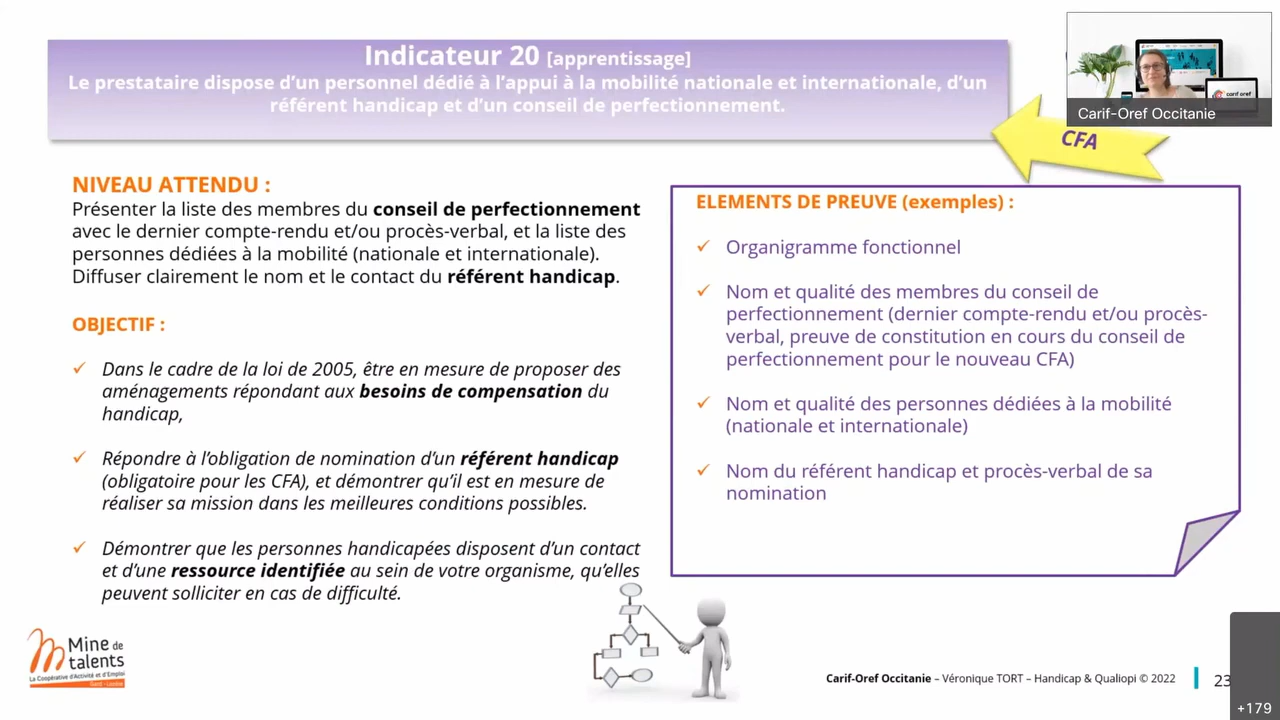 Indicateur 20 [apprentissage]
Le prestataire dispose d'un personnel dédié à l'appui à la mobilité nationale et internationale, d'un
référent handicap et d'un conseil de perfectionnement.
Carif-Oref Occitanie
CFA
NIVEAU ATTENDU :
Présenter la liste des membres du conseil de perfectionnement
avec le dernier compte-rendu et/ou procès-verbal, et la liste des
personnes dédiées à la mobilité (nationale et internationale).
Diffuser clairement le nom et le contact du référent handicap.
OBJECTIF :
Dans le cadre de la loi de 2005, être en mesure de proposer des
aménagements répondant aux besoins de compensation du
handicap,
Répondre à l'obligation de nomination d'un référent handicap
(obligatoire pour les CFA), et démontrer qu'il est en mesure de
réaliser sa mission dans les meilleures conditions possibles.
Démontrer que les personnes handicapées disposent d'un contact
et d'une ressource identifiée au sein de votre organisme, qu'elles
peuvent solliciter en cas de difficulté.
ELEMENTS DE PREUVE (exemples) :
Organigramme fonctionnel
Nom et qualité des membres du conseil de
perfectionnement (dernier compte-rendu et/ou procès-
verbal, preuve de constitution en cours du conseil de
perfectionnement pour le nouveau CFA)
Nom et qualité des personnes dédiées à la mobilité
(nationale et internationale)
Nom du référent handicap et procès-verbal de sa
nomination
Mine de
talents
La Coopérative d'Activité et d'Emploi
Carif-Oref Occitanie – Véronique TORT – Handicap & Qualiopi © 2022
23
+179